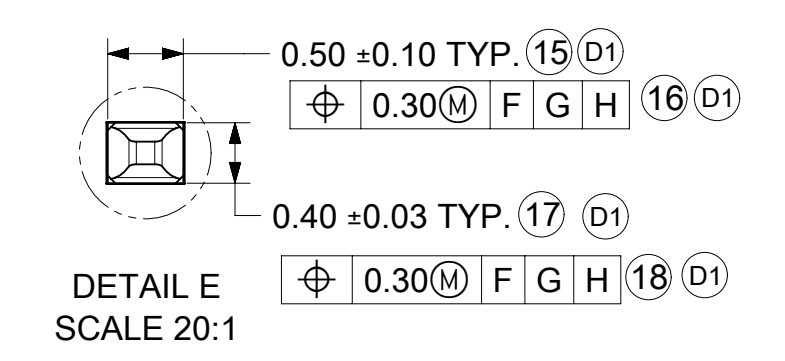 0.50 ±0.10 TYP. 15 D1
⌖ 0.30Ⓜ F G H 16 D1
0.40 ±0.03 TYP. 17 D1
⌖ 0.30Ⓜ F G H 18 D1
DETAIL E
SCALE 20:1